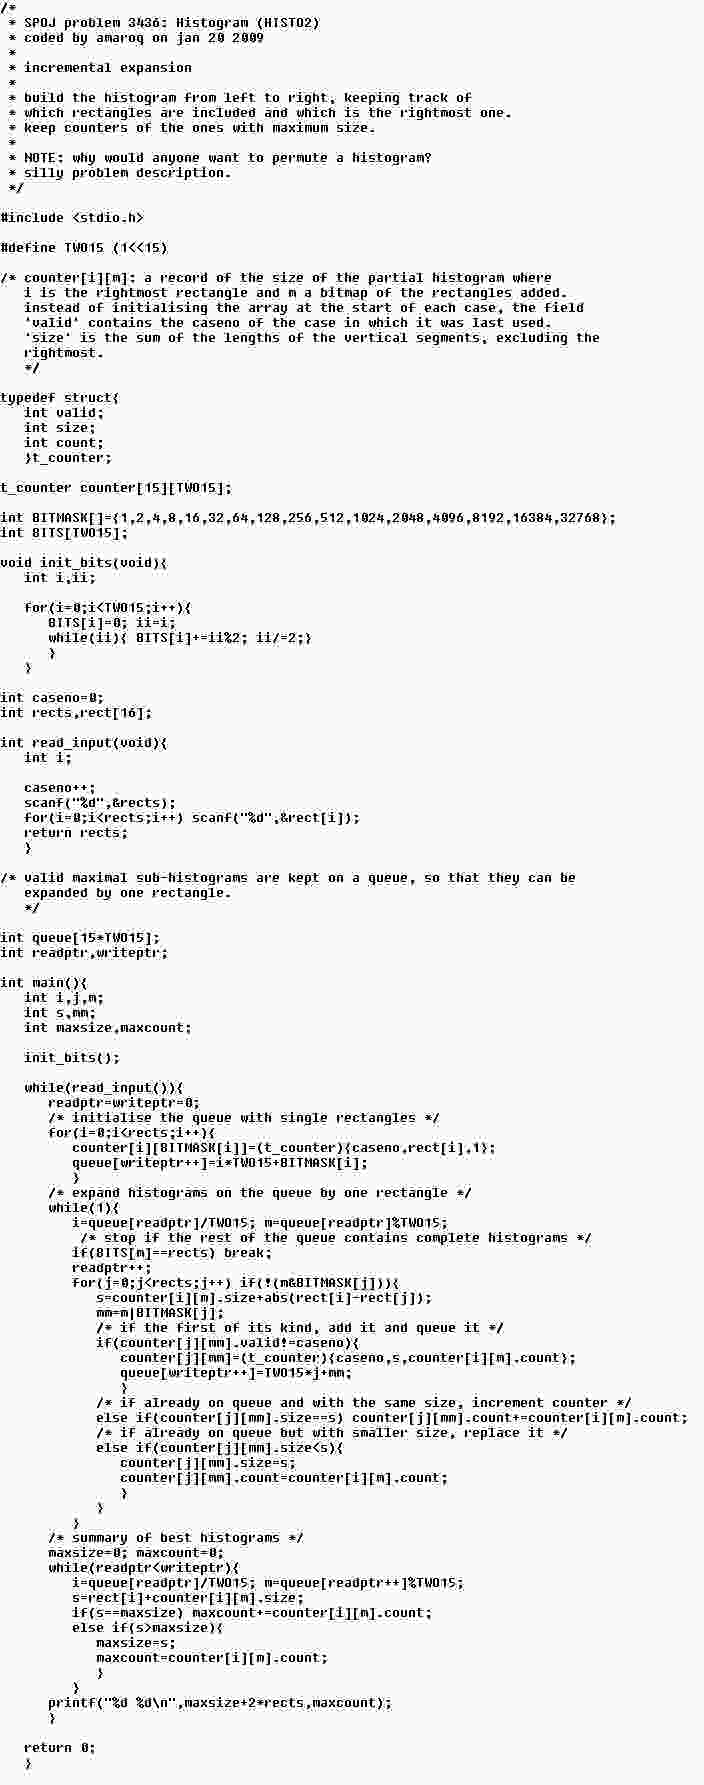 /*
 * SPOJ problem 3436: Histogram (HISTO2)
 * coded by amaroq on jan 20 2009
 *
 * incremental expansion
 *
 * build the histogram from left to right, keeping track of
 * which rectangles are included and which is the rightmost one.
 * keep counters of the ones with maximum size.
 *
 * NOTE: why would anyone want to permute a histogram?
 * silly problem description.
 */

#include <stdio.h>

#define TWO15 (1<<15)

/* counter[i][m]: a record of the size of the partial histogram where
   i is the rightmost rectangle and m a bitmap of the rectangles added.
   instead of initialising the array at the start of each case, the field
   'valid' contains the caseno of the case in which it was last used.
   'size' is the sum of the lengths of the vertical segments, excluding the
   rightmost.
   */

typedef struct{
   int valid;
   int size;
   int count;
   }t_counter;

t_counter counter[15][TWO15];

int BITMASK[]={1,2,4,8,16,32,64,128,256,512,1024,2048,4096,8192,16384,32768};
int BITS[TWO15];

void init_bits(void){
   int i,ii;

   for(i=0;i<TWO15;i++){
      BITS[i]=0; ii=i;
      while(ii){ BITS[i]+=ii%2; ii/=2;}
      }
   }

int caseno=0;
int rects,rect[16];

int read_input(void){
   int i;

   caseno++;
   scanf("%d",&rects);
   for(i=0;i<rects;i++) scanf("%d",&rect[i]);
   return rects;
   }

/* valid maximal sub-histograms are kept on a queue, so that they can be
   expanded by one rectangle.
   */

int queue[15*TWO15];
int readptr,writeptr;

int main(){
   int i,j,m;
   int s,mm;
   int maxsize,maxcount;

   init_bits();

   while(read_input()){
      readptr=writeptr=0;
      /* initialise the queue with single rectangles */
      for(i=0;i<rects;i++){
         counter[i][BITMASK[i]]=(t_counter){caseno,rect[i],1};
         queue[writeptr++]=i*TWO15+BITMASK[i];
         }
      /* expand histograms on the queue by one rectangle */
      while(1){
         i=queue[readptr]/TWO15; m=queue[readptr]%TWO15;
          /* stop if the rest of the queue contains complete histograms */
         if(BITS[m]==rects) break;
         readptr++;
         for(j=0;j<rects;j++) if(!(m&BITMASK[j])){
            s=counter[i][m].size+abs(rect[i]-rect[j]);
            mm=m|BITMASK[j];
            /* if the first of its kind, add it and queue it */
            if(counter[j][mm].valid!=caseno){
               counter[j][mm]=(t_counter){caseno,s,counter[i][m].count};
               queue[writeptr++]=TWO15*j+mm;
               }
            /* if already on queue and with the same size, increment counter */
            else if(counter[j][mm].size==s) counter[j][mm].count+=counter[i][m].count;
            /* if already on queue but with smaller size, replace it */
            else if(counter[j][mm].size<s){
               counter[j][mm].size=s;
               counter[j][mm].count=counter[i][m].count;
               }
            }
         }
      /* summary of best histograms */
      maxsize=0; maxcount=0;
      while(readptr<writeptr){
         i=queue[readptr]/TWO15; m=queue[readptr++]%TWO15;
         s=rect[i]+counter[i][m].size;
         if(s==maxsize) maxcount+=counter[i][m].count;
         else if(s>maxsize){
            maxsize=s;
            maxcount=counter[i][m].count;
            }
         }
      printf("%d %d\n",maxsize+2*rects,maxcount);
      }

   return 0;
   }